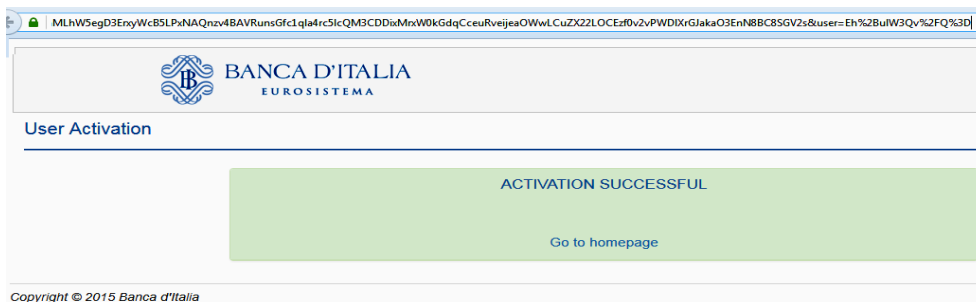 MLhW5egD3ErxyWcB5LPxNAQnzv4BAVRunsGfc1qla4rc5lcQM3CDDixMrxW0kGdqCceuRveijeaOWwLCuZX22LOCEzf0v2vPWDIXrGJakaO3EnN8BC8SGV2s&user=Eh%2BulW3Qv%2FQ%3D
BANCA D'ITALIA
EUROSISTEMA
User Activation
ACTIVATION SUCCESSFUL
Go to homepage
Copyright © 2015 Banca d'Italia